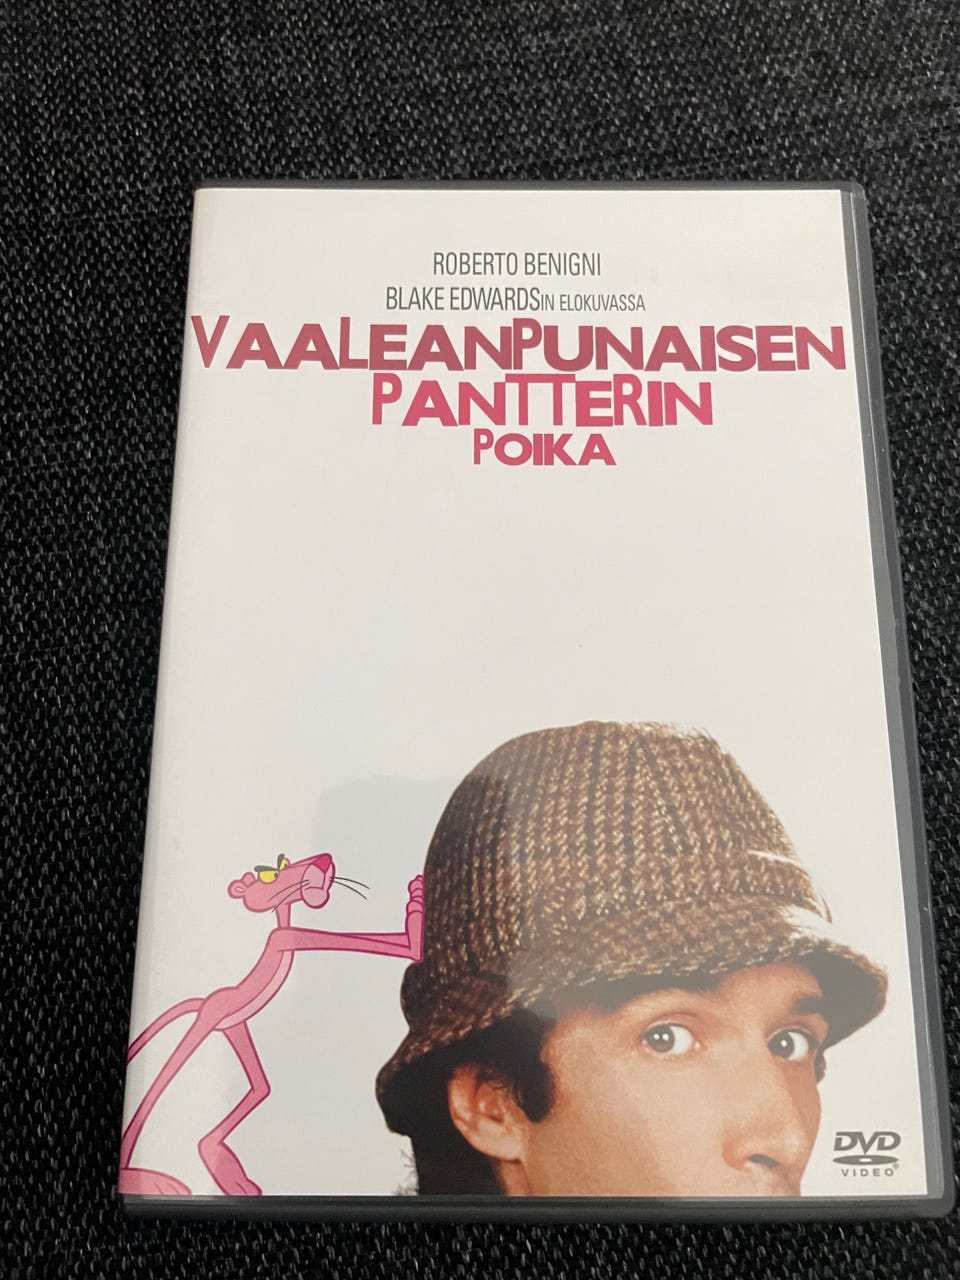 ROBERTO BENIGNI
BLAKE EDWARDSIN ELOKUVASSA
VAALEANPUNAISEN
PANTTERIN
POIKA
DVD
VIDEO